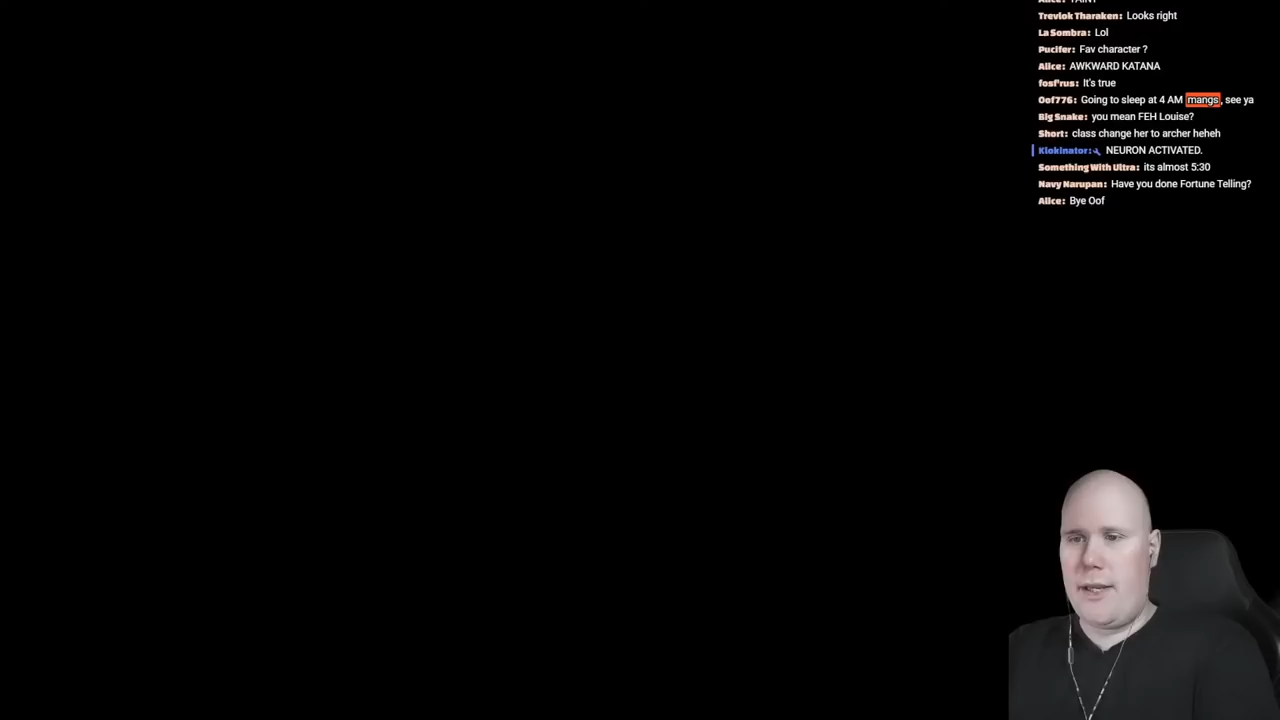 Trevlok Tharaken: Looks right
La Sombra: Lol
Pucifer: Fav character ?
Alice: AWKWARD KATANA
fosf'rus: It's true
Oof776: Going to sleep at 4 AM mangs, see ya
Big Snake: you mean FEH Louise?
Short: class change her to archer heheh
Klokinator: NEURON ACTIVATED.
Something With Ultra: its almost 5:30
Navy Narupan: Have you done Fortune Telling?
Alice: Bye Oof